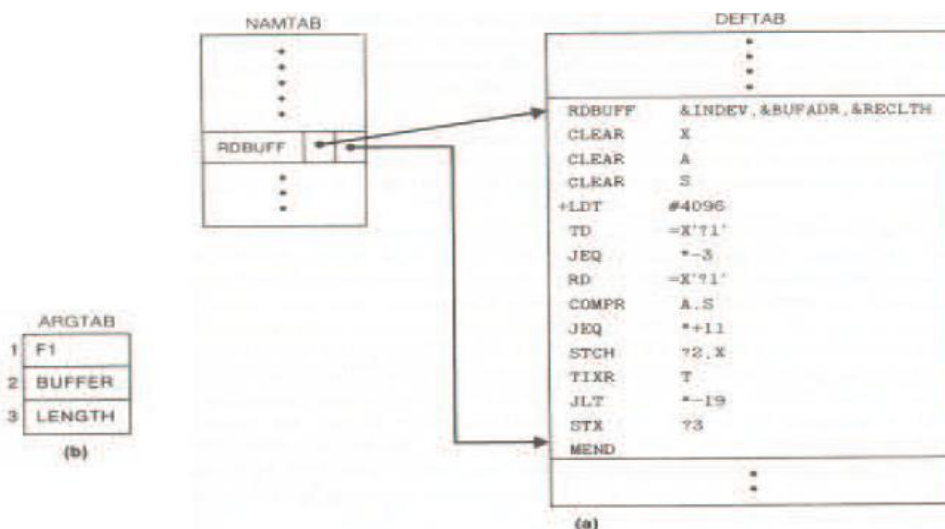 NAMTAB
DEFTAB
RDBUFF
RDBUFF &INDEV,&BUFADR,&RECLTH
CLEAR X
CLEAR A
CLEAR S
+LDT #4096
TD =X'?1'
JEQ *-3
RD =X'?1'
COMPR A,S
JEQ *+11
STCH ?2,X
TIXR T
JLT *-19
STX ?3
MEND
(a)
ARGTAB
1 F1
2 BUFFER
3 LENGTH
(b)